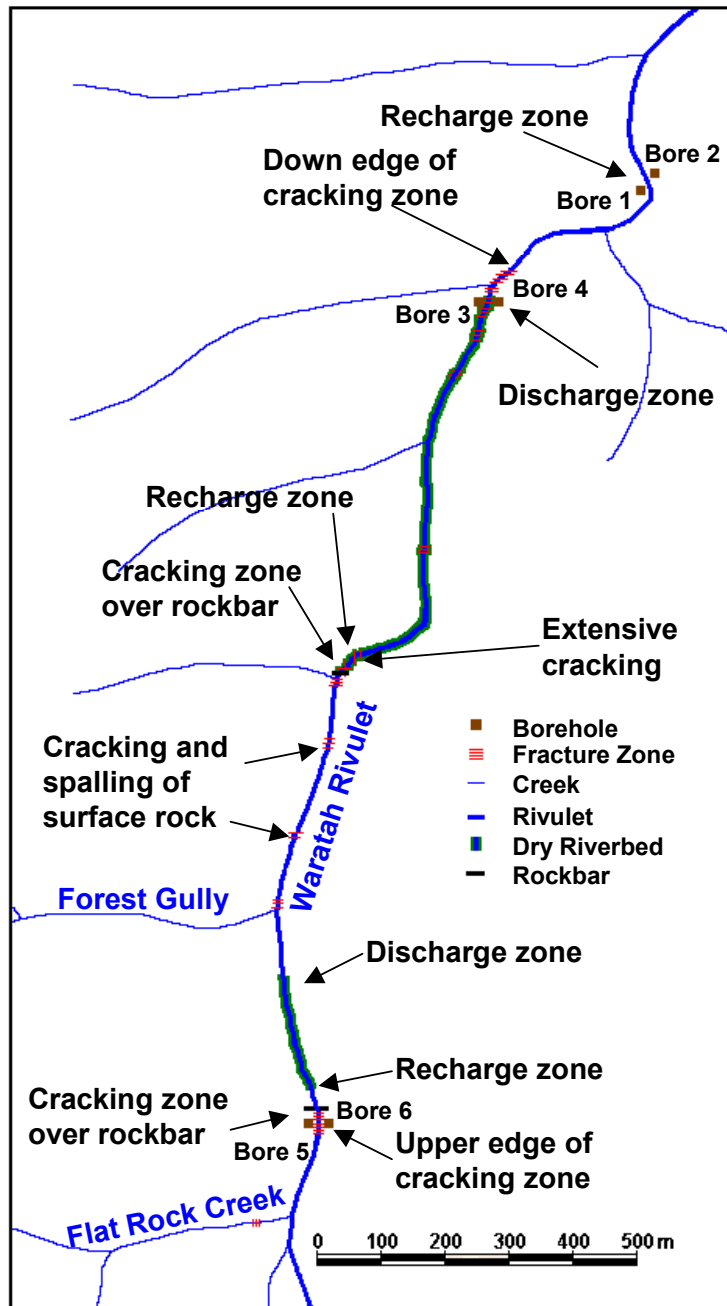 Recharge zone
Down edge of
cracking zone
Bore 2
Bore 1
Bore 4
Bore 3
Discharge zone
Recharge zone
Cracking zone
over rockbar
Extensive
cracking
Waratah Rivulet
Cracking and
spalling of
surface rock
Borehole
Fracture Zone
Creek
Rivulet
Dry Riverbed
Rockbar
Forest Gully
Discharge zone
Recharge zone
Cracking zone
over rockbar
Bore 6
Bore 5
Upper edge of
cracking zone
Flat Rock Creek
0 100 200 300 400 500 m